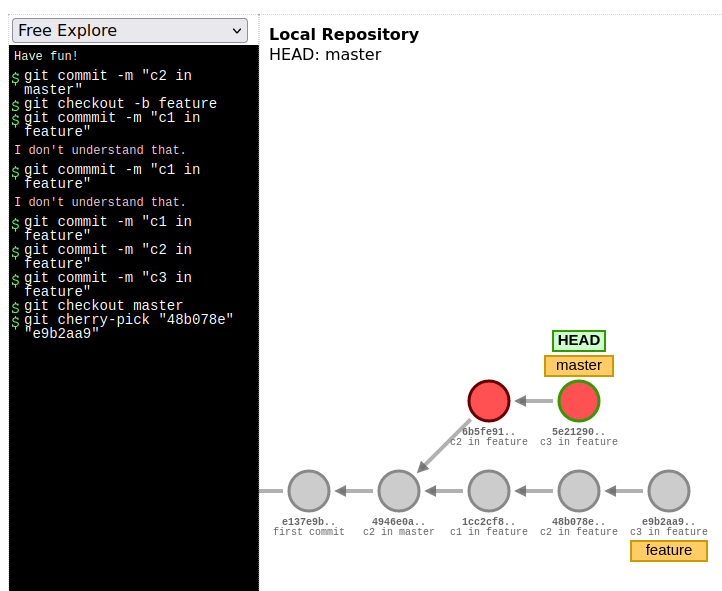 Free Explore
Have fun!
$ git commit -m "c2 in
master"
$ git checkout -b feature
$ git commmit -m "c1 in
feature"
I don't understand that.
$ git commmit -m "c1 in
feature"
I don't understand that.
$ git commit -m "c1 in
feature"
$ git commit -m "c2 in
feature"
$ git commit -m "c3 in
feature"
$ git checkout master
$ git cherry-pick "48b078e"
"e9b2aa9"
Local Repository
HEAD: master
HEAD
master
6b5fe91.. 5e21290..
c2 in feature c3 in feature
e137e9b.. 4946e0a.. 1cc2cf8.. 48b078e.. e9b2aa9..
first commit c2 in master c1 in feature c2 in feature c3 in feature
feature